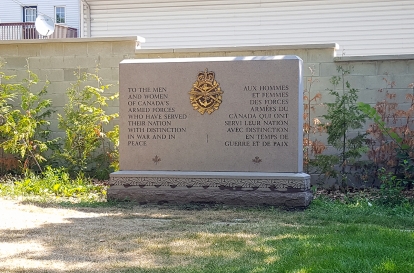 TO THE MEN
AND WOMEN
OF CANADA'S
ARMED FORCES
WHO HAVE SERVED
THEIR NATION
WITH DISTINCTION
IN WAR AND IN
PEACE
AUX HOMMES
ET FEMMES
DES FORCES
ARMÉES DU
CANADA QUI ONT
SERVI LEUR NATION
AVEC DISTINCTION
EN TEMPS DE
GUERRE ET DE PAIX